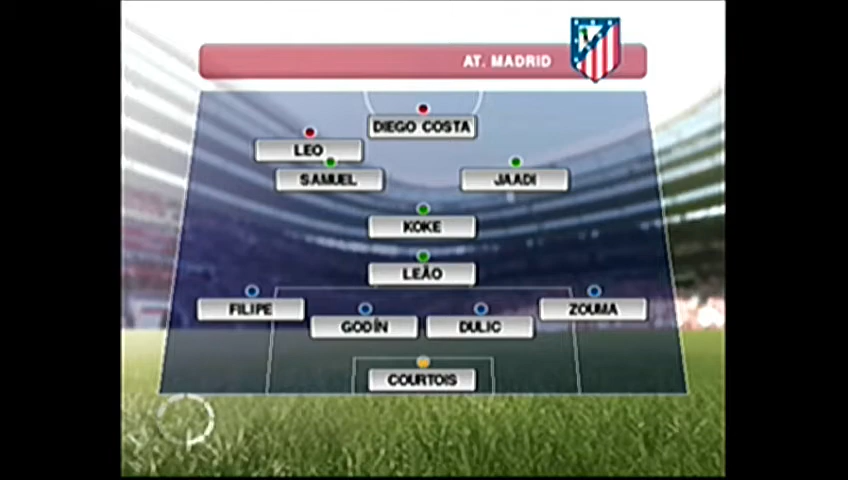 AT. MADRID
DIEGO COSTA
LEO
SAMUEL
JAADI
KOKE
LEÃO
FILIPE
ZOUMA
GODÍN
DULIC
COURTOIS